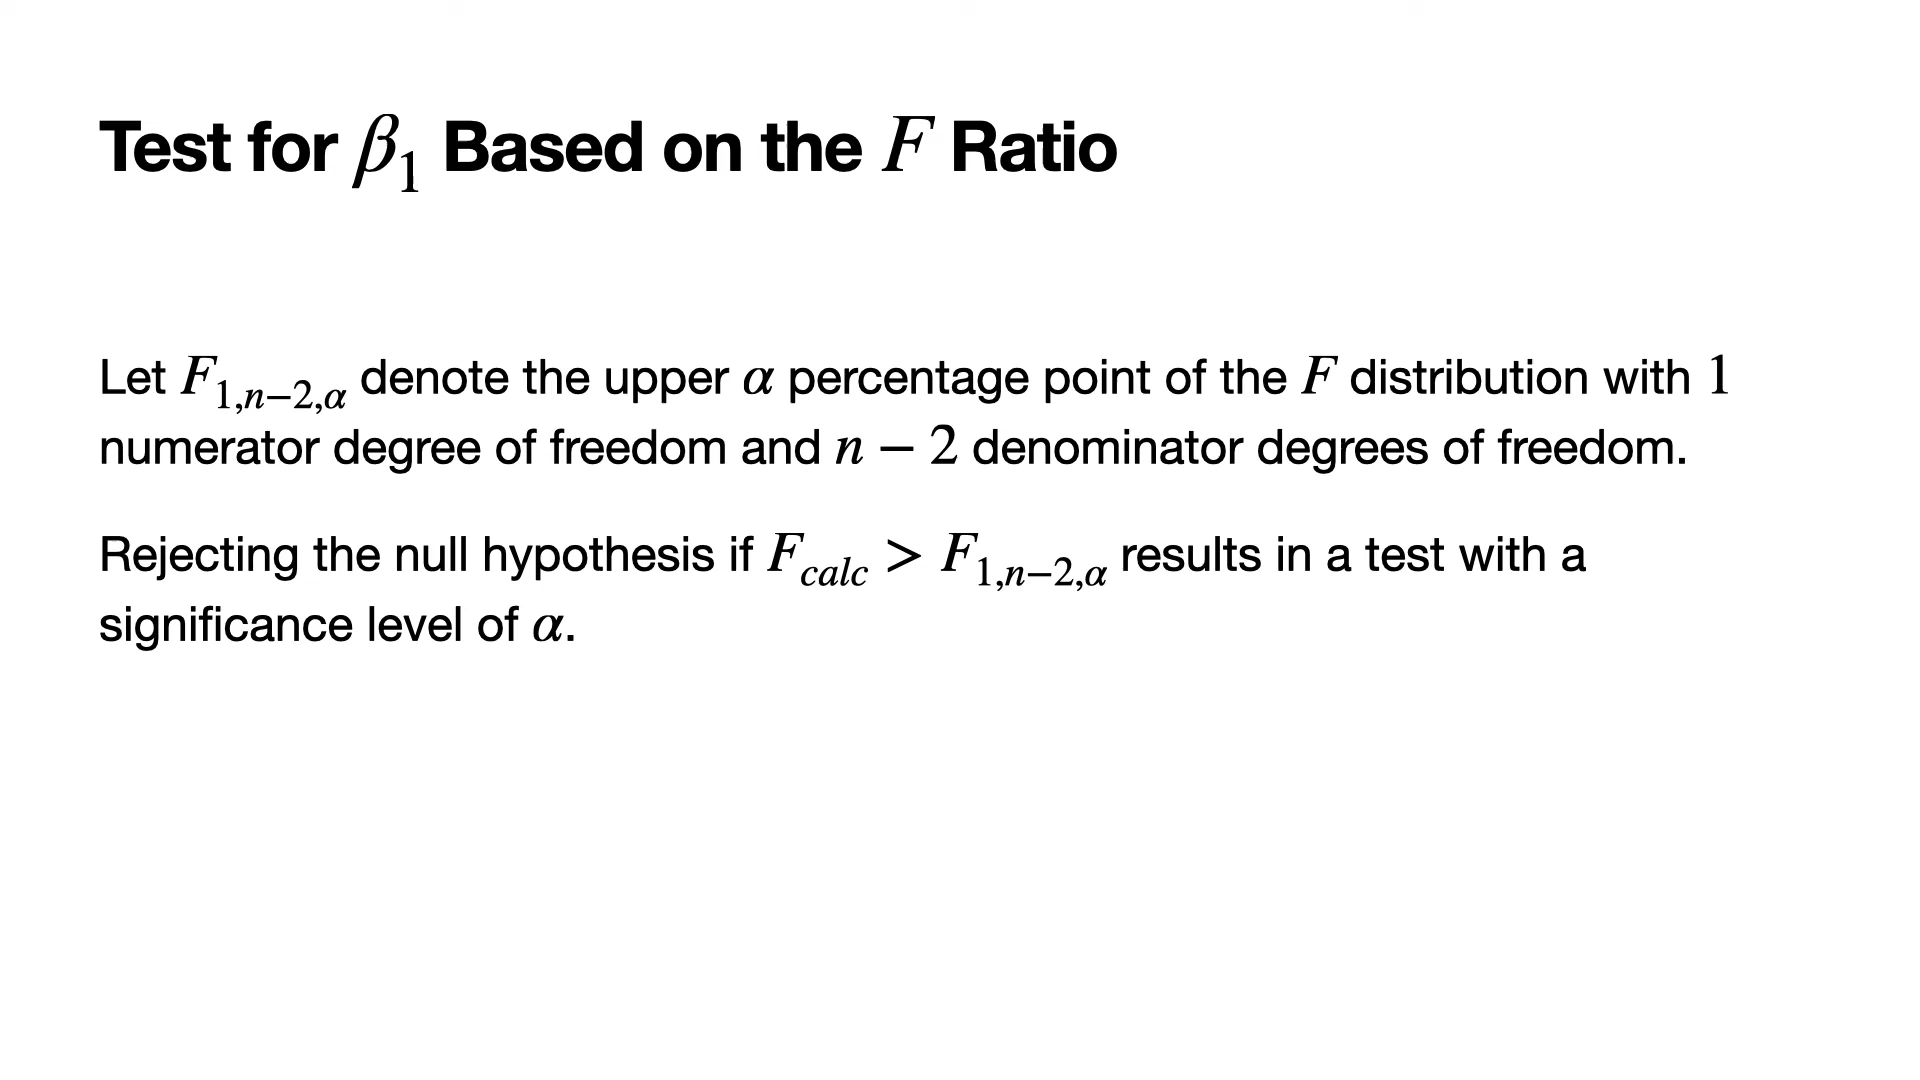 Test for β₁ Based on the F Ratio
Let F₁,ₙ₋₂,α denote the upper α percentage point of the F distribution with 1
numerator degree of freedom and n − 2 denominator degrees of freedom.
Rejecting the null hypothesis if F_calc > F₁,ₙ₋₂,α results in a test with a
significance level of α.